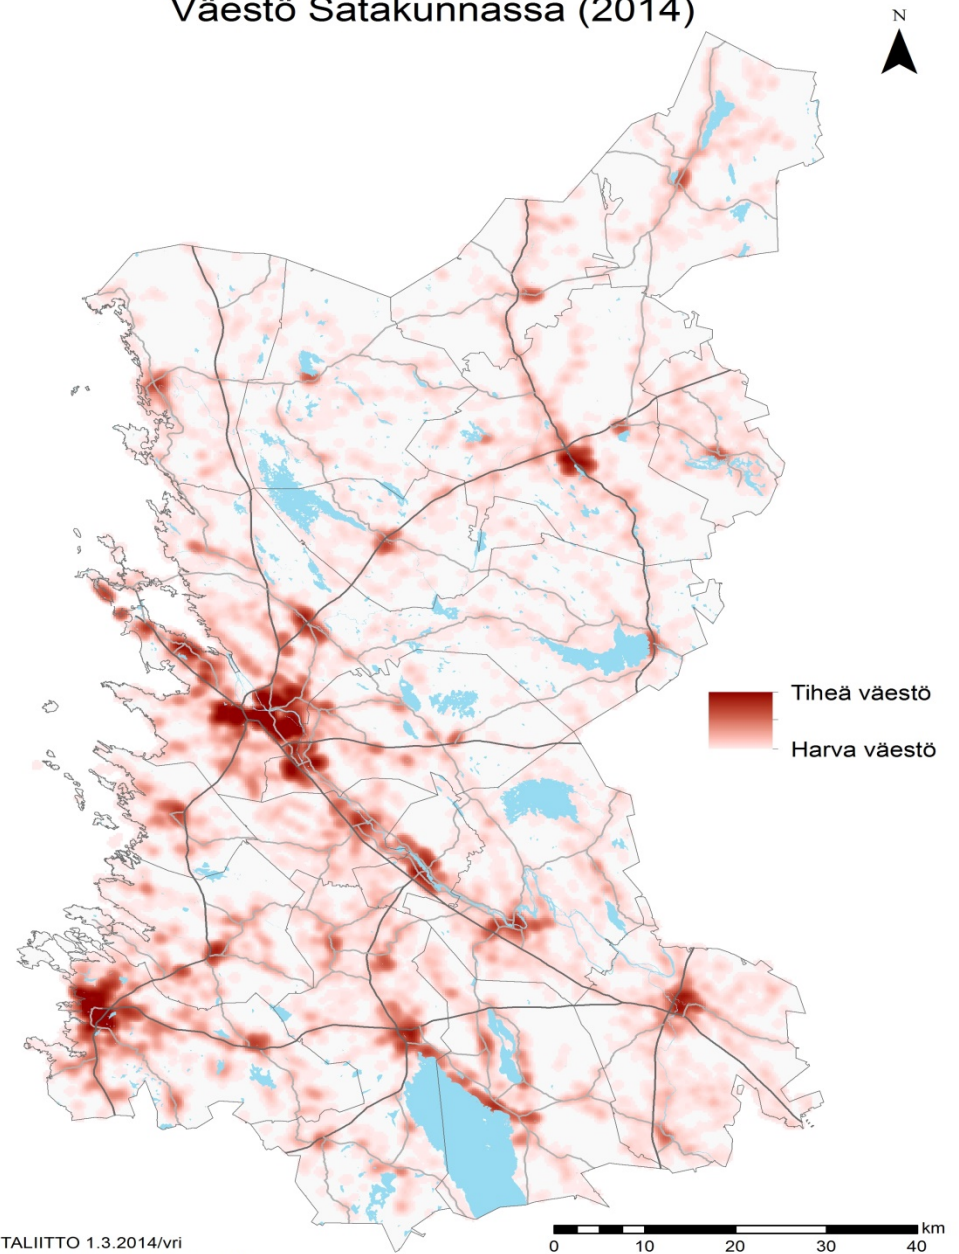 Väestö Satakunnassa (2014)
N
Tiheä väestö
Harva väestö
TALIITTO 1.3.2014/vri
km
0 10 20 30 40